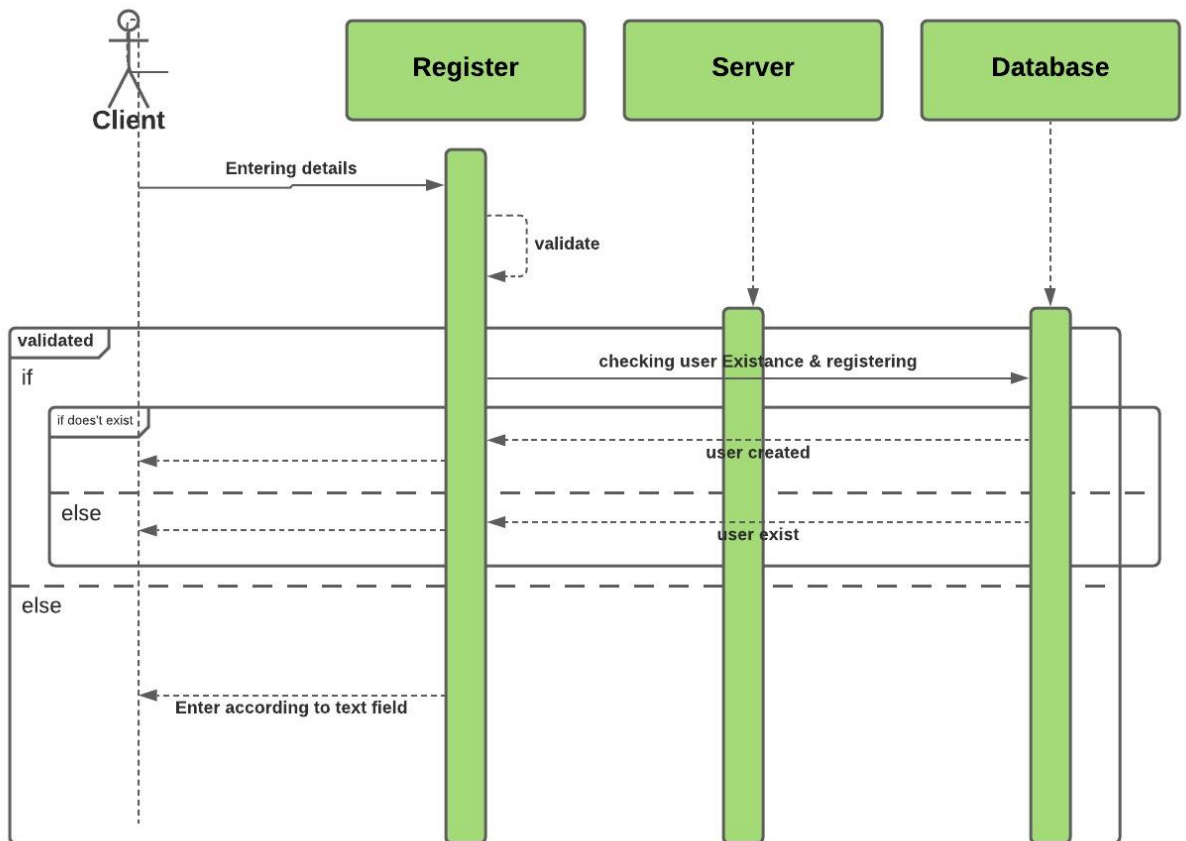 Client
Register
Server
Database
Entering details
validate
validated
if
checking user Existance & registering
if does't exist
user created
else
user exist
else
Enter according to text field